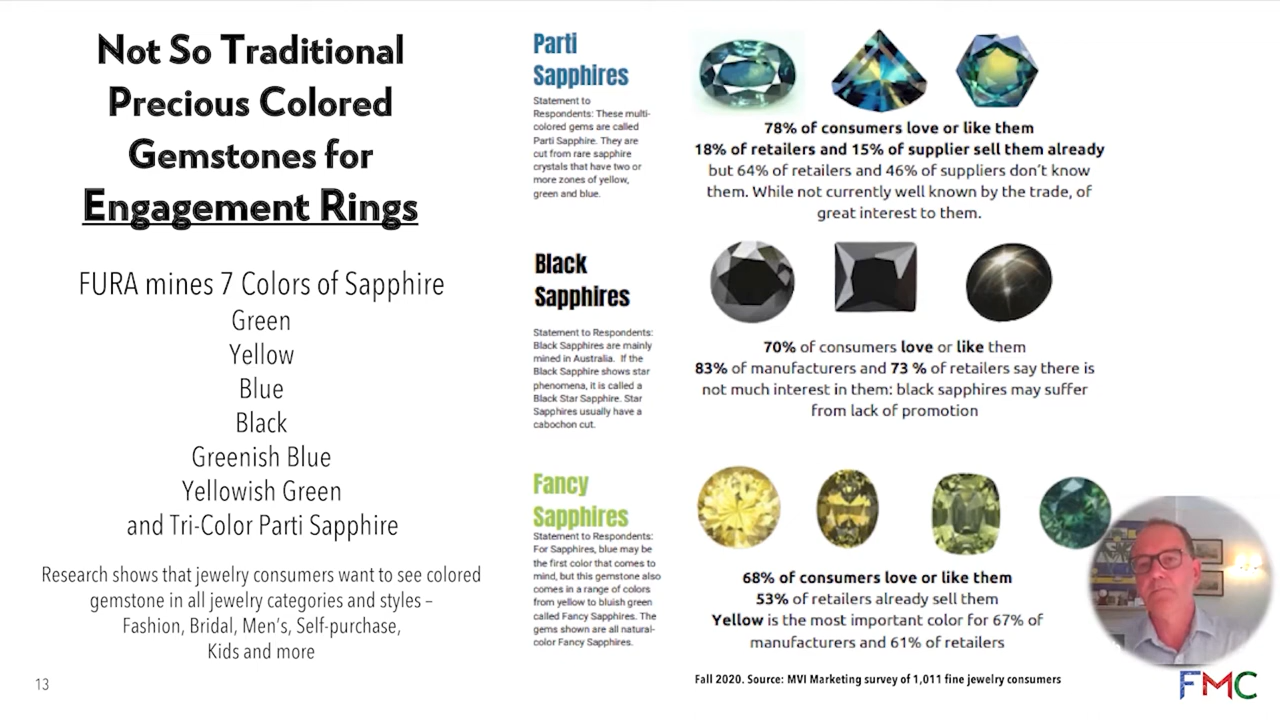 Not So Traditional
Precious Colored
Gemstones for
Engagement Rings
FURA mines 7 Colors of Sapphire
Green
Yellow
Blue
Black
Greenish Blue
Yellowish Green
and Tri-Color Parti Sapphire
Research shows that jewelry consumers want to see colored
gemstone in all jewelry categories and styles –
Fashion, Bridal, Men's, Self-purchase,
Kids and more
13
Parti
Sapphires
Statement to
Respondents: These multi-
colored gems are called
Parti Sapphire. They are
cut from rare sapphire
crystals that have two or
more zones of yellow,
green and blue.
78% of consumers love or like them
18% of retailers and 15% of supplier sell them already
but 64% of retailers and 46% of suppliers don't know
them. While not currently well known by the trade, of
great interest to them.
Black
Sapphires
Statement to Respondents:
Black Sapphires are mainly
mined in Australia. If the
Black Sapphire shows star
phenomena, it is called a
Black Star Sapphire. Star
Sapphires usually have a
cabochon cut.
70% of consumers love or like them
83% of manufacturers and 73 % of retailers say there is
not much interest in them: black sapphires may suffer
from lack of promotion
Fancy
Sapphires
Statement to Respondents:
For Sapphires, blue may be
the first color that comes to
mind, but this gemstone also
comes in a range of colors
from yellow to bluish green
called Fancy Sapphires. The
gems shown are all natural-
color Fancy Sapphires.
68% of consumers love or like them
53% of retailers already sell them
Yellow is the most important color for 67% of
manufacturers and 61% of retailers
Fall 2020. Source: MVI Marketing survey of 1,011 fine jewelry consumers
FMC